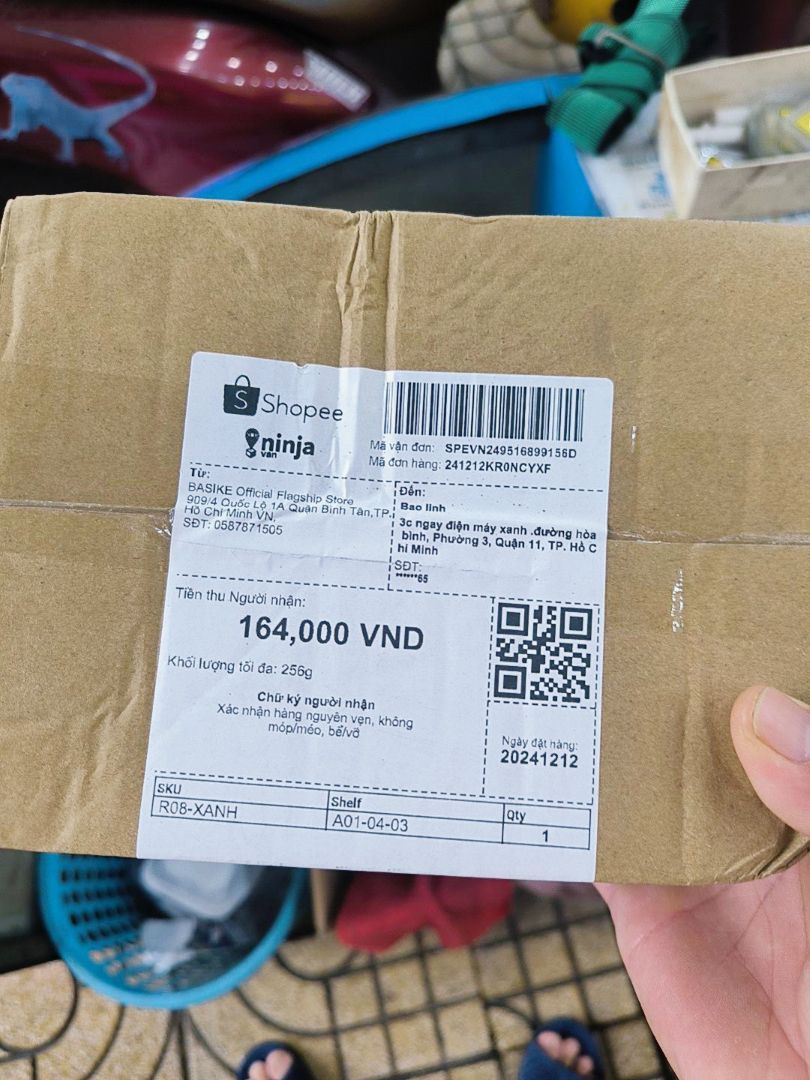 S Shopee
ninja
van
Mã vận đơn: SPEVN249516899156D
Mã đơn hàng: 241212KR0NCYXF
Từ:
BASIKE Official Flagship Store
909/4 Quốc Lộ 1A Quận Bình Tân,TP.
Hồ Chí Minh VN,
SĐT: 0587871505
Đến:
Bao linh
3c ngay điện máy xanh .đường hòa
bình, Phường 3, Quận 11, TP. Hồ C
hí Minh
SĐT:
******65
Tiền thu Người nhận:
164,000 VND
Khối lượng tối đa: 256g
Chữ ký người nhận
Xác nhận hàng nguyên vẹn, không
móp/méo, bể/vỡ
Ngày đặt hàng:
20241212
SKU Shelf Qty
R08-XANH A01-04-03 1